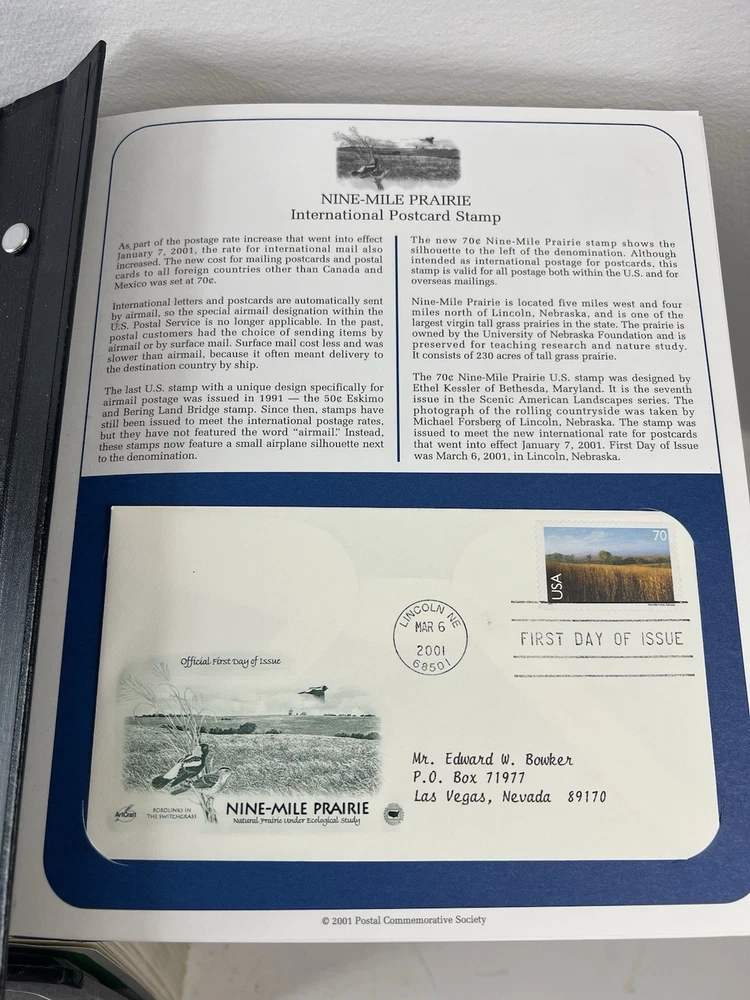 NINE-MILE PRAIRIE
International Postcard Stamp
As part of the postage rate increase that went into effect
January 7, 2001, the rate for international mail also
increased. The new cost for mailing postcards and postal
cards to all foreign countries other than Canada and
Mexico was set at 70¢.
International letters and postcards are automatically sent
by airmail, so the special airmail designation within the
U.S. Postal Service is no longer applicable. In the past,
postal customers had the choice of sending items by
airmail or by surface mail. Surface mail cost less and was
slower than airmail, because it often meant delivery to
the destination country by ship.
The last U.S. stamp with a unique design specifically for
airmail postage was issued in 1991 — the 50¢ Eskimo
and Bering Land Bridge stamp. Since then, stamps have
still been issued to meet the international postage rates,
but they have not featured the word “airmail.” Instead,
these stamps now feature a small airplane silhouette next
to the denomination.
The new 70¢ Nine-Mile Prairie stamp shows the
silhouette to the left of the denomination. Although
intended as international postage for postcards, this
stamp is valid for all postage both within the U.S. and for
overseas mailings.
Nine-Mile Prairie is located five miles west and four
miles north of Lincoln, Nebraska, and is one of the
largest virgin tall grass prairies in the state. The prairie is
owned by the University of Nebraska Foundation and is
preserved for teaching research and nature study.
It consists of 230 acres of tall grass prairie.
The 70¢ Nine-Mile Prairie U.S. stamp was designed by
Ethel Kessler of Bethesda, Maryland. It is the seventh
issue in the Scenic American Landscapes series. The
photograph of the rolling countryside was taken by
Michael Forsberg of Lincoln, Nebraska. The stamp was
issued to meet the new international rate for postcards
that went into effect January 7, 2001. First Day of Issue
was March 6, 2001, in Lincoln, Nebraska.
70
USA
LINCOLN NE
MAR 6
2001
68501
FIRST DAY OF ISSUE
Official First Day of Issue
Mr. Edward W. Bowker
P.O. Box 71977
Las Vegas, Nevada 89170
ArtCraft
BOBOLINKS IN
THE SWITCHGRASS
NINE-MILE PRAIRIE
Natural Prairie Under Ecological Study
© 2001 Postal Commemorative Society